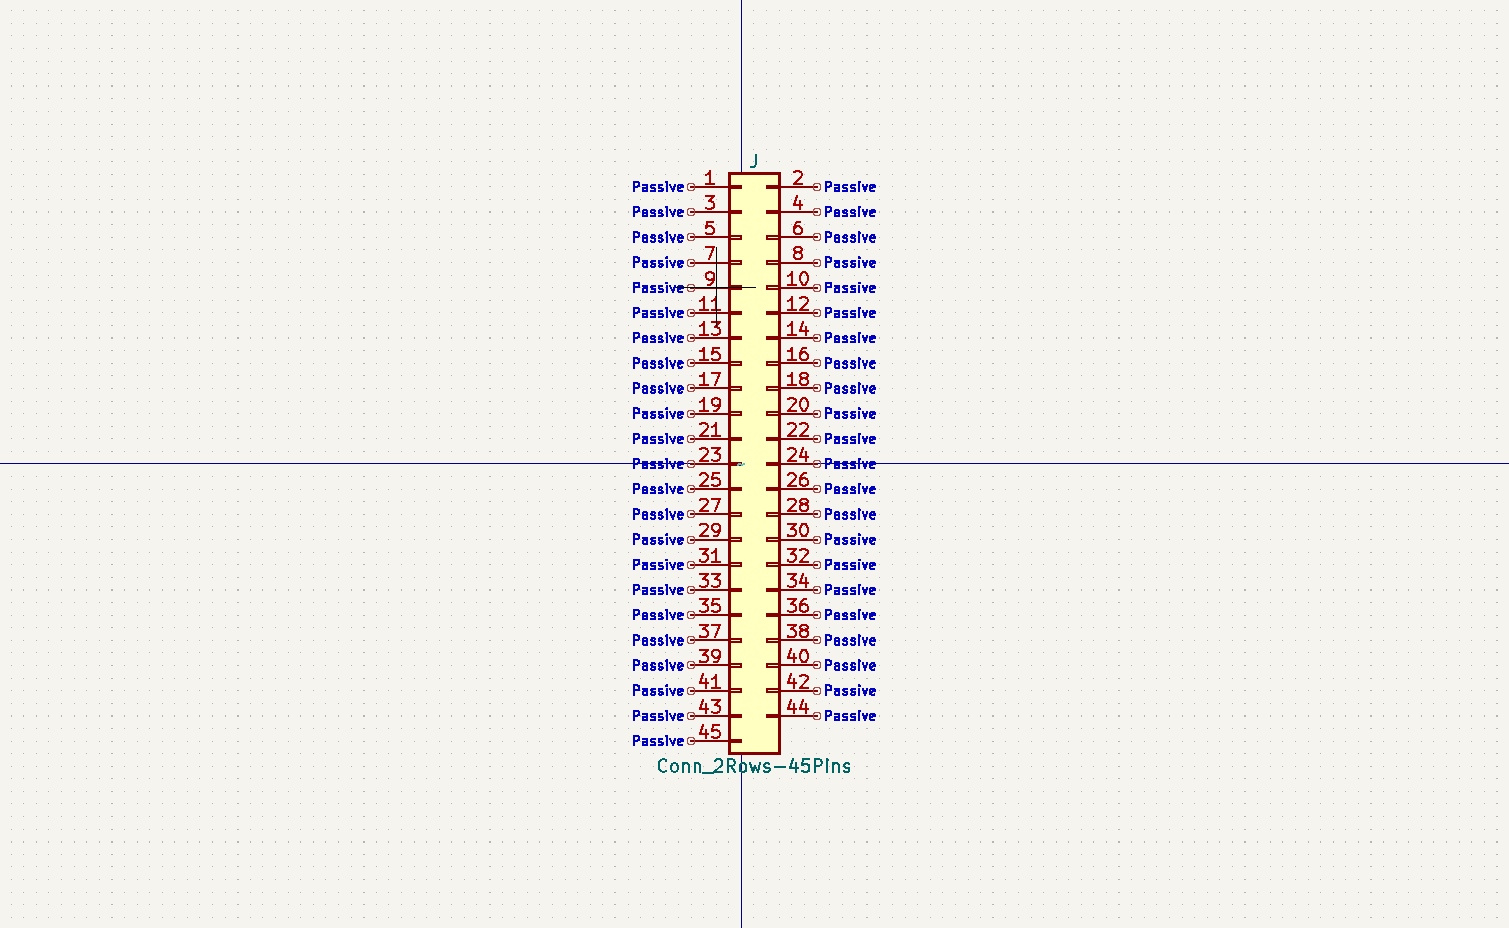 J
Passive 1 2 Passive
Passive 3 4 Passive
Passive 5 6 Passive
Passive 7 8 Passive
Passive 9 10 Passive
Passive 11 12 Passive
Passive 13 14 Passive
Passive 15 16 Passive
Passive 17 18 Passive
Passive 19 20 Passive
Passive 21 22 Passive
Passive 23 24 Passive
Passive 25 26 Passive
Passive 27 28 Passive
Passive 29 30 Passive
Passive 31 32 Passive
Passive 33 34 Passive
Passive 35 36 Passive
Passive 37 38 Passive
Passive 39 40 Passive
Passive 41 42 Passive
Passive 43 44 Passive
Passive 45
Conn_2Rows-45Pins